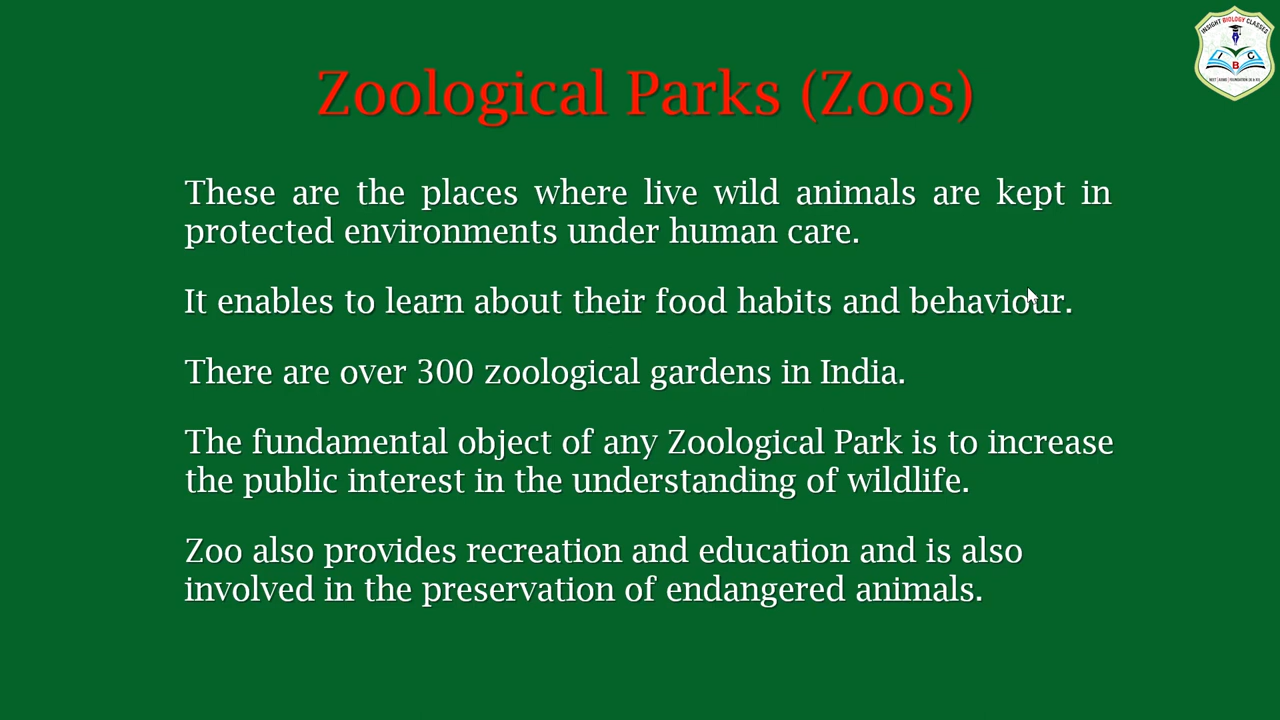 INSIGHT BIOLOGY CLASSES
I
C
B
Zoological Parks (Zoos)
These are the places where live wild animals are kept in
protected environments under human care.
It enables to learn about their food habits and behaviour.
There are over 300 zoological gardens in India.
The fundamental object of any Zoological Park is to increase
the public interest in the understanding of wildlife.
Zoo also provides recreation and education and is also
involved in the preservation of endangered animals.